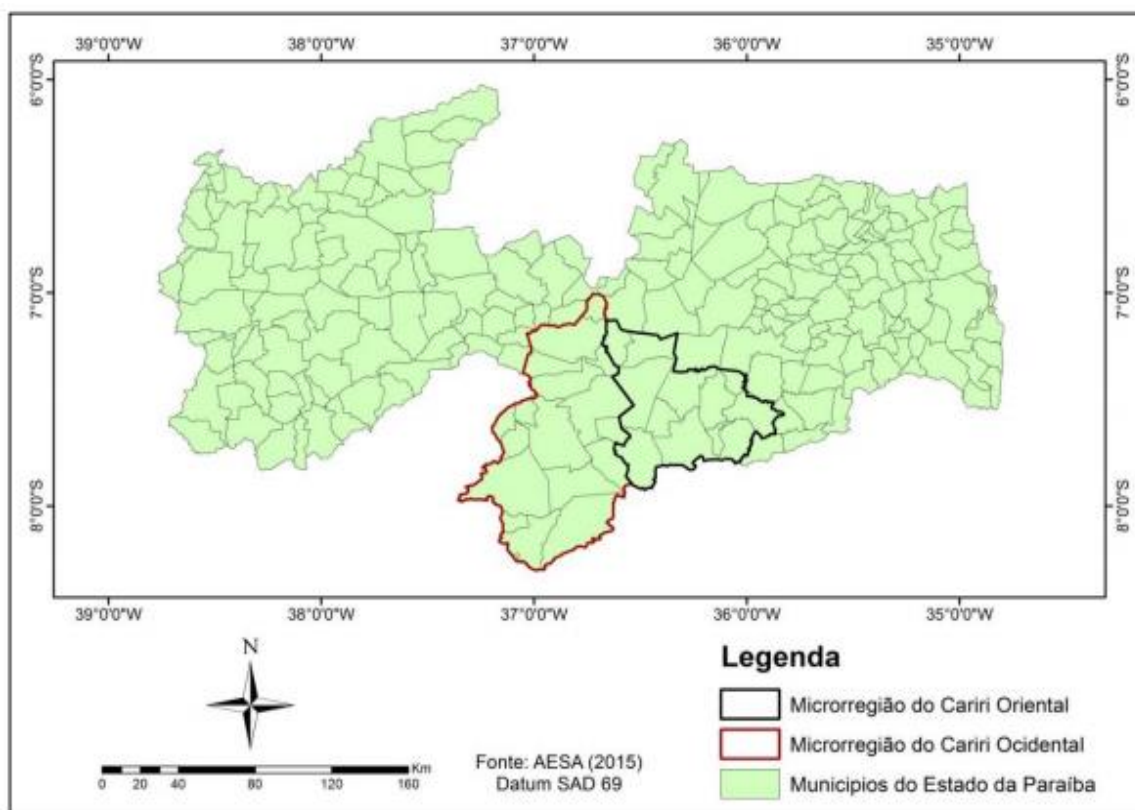 39°0'0"W 38°0'0"W 37°0'0"W 36°0'0"W 35°0'0"W
6°0'0"S 6°0'0"S
7°0'0"S 7°0'0"S
8°0'0"S 8°0'0"S
39°0'0"W 38°0'0"W 37°0'0"W 36°0'0"W 35°0'0"W
N
Km
0 20 40 80 120 160
Fonte: AESA (2015)
Datum SAD 69
Legenda
Microrregião do Cariri Oriental
Microrregião do Cariri Ocidental
Municipios do Estado da Paraíba